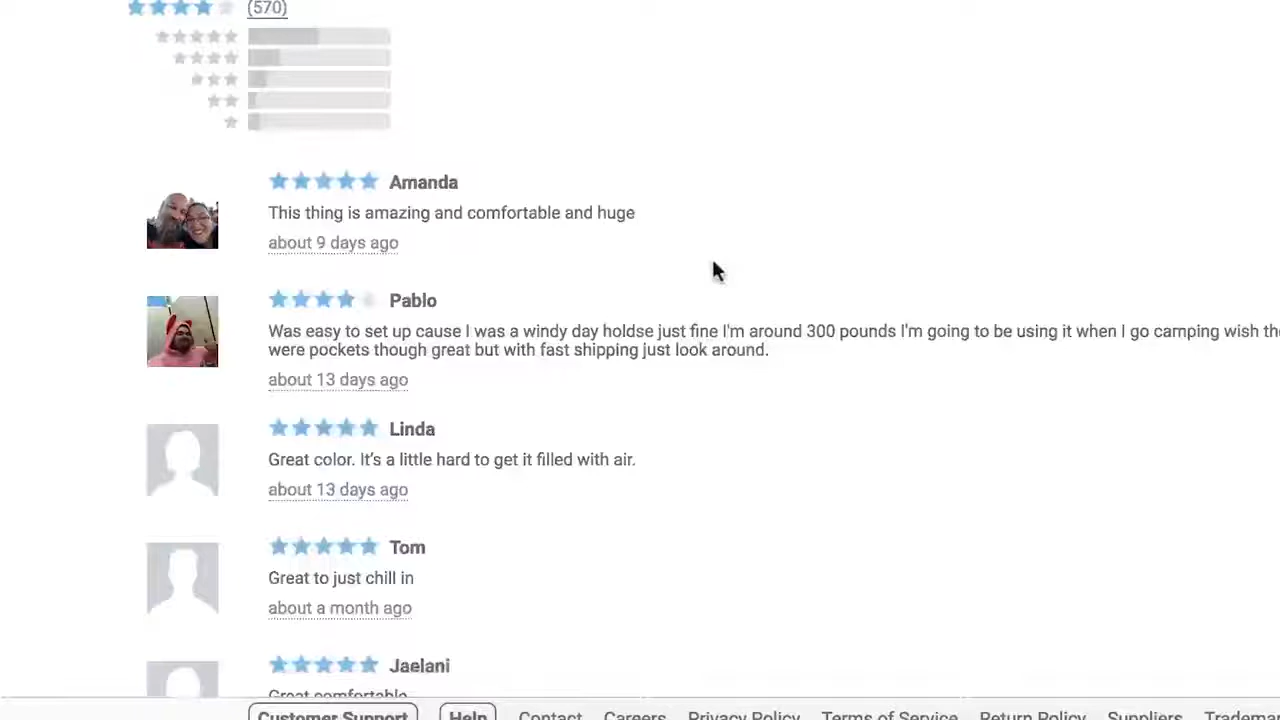 (570)
Amanda
This thing is amazing and comfortable and huge
about 9 days ago
Pablo
Was easy to set up cause I was a windy day holdse just fine I'm around 300 pounds I'm going to be using it when I go camping wish
were pockets though great but with fast shipping just look around.
about 13 days ago
Linda
Great color. It's a little hard to get it filled with air.
about 13 days ago
Tom
Great to just chill in
about a month ago
Jaelani
Great comfortable
Customer Support Help Contact Careers Privacy Policy Terms of Service Return Policy Suppliers